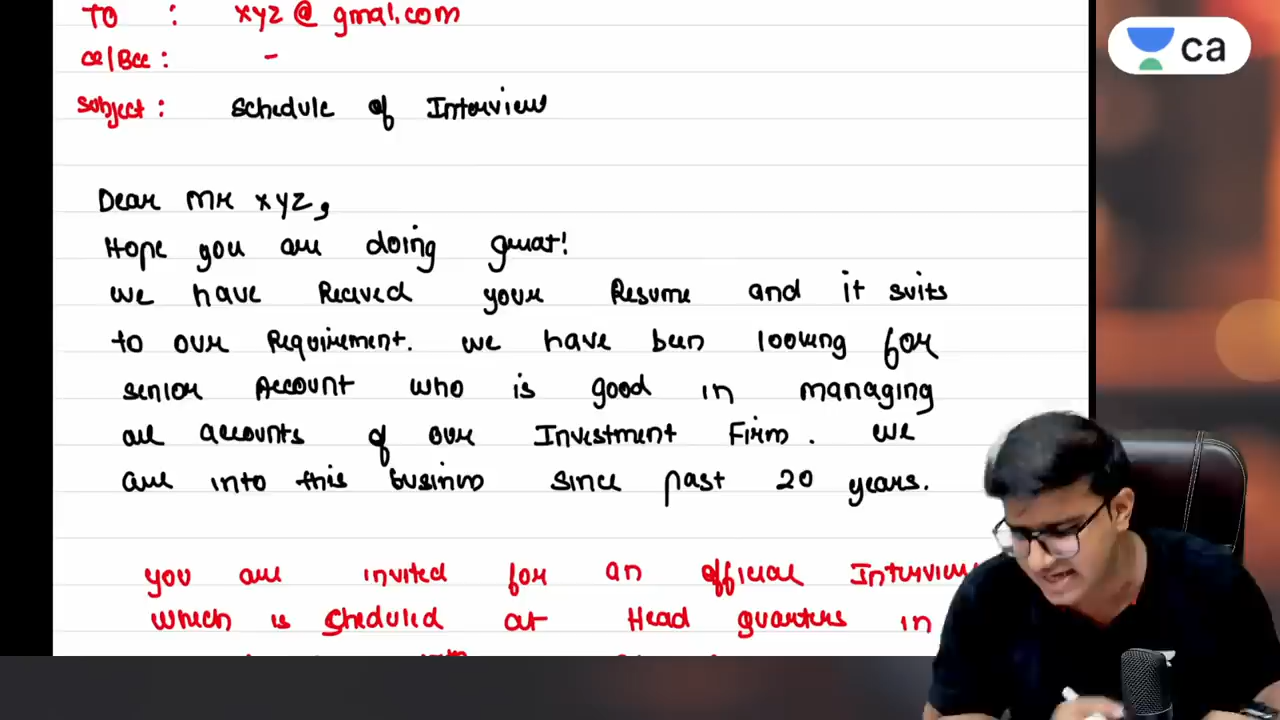 TO : xyz @ gmal.com
ca
CC/Bcc : -
Subject : Schedule of Interview
Dear Mr xyz,
Hope you are doing great!
We have Recived your Resume and it suits
to our Requirement. We have been looking for
senior Account who is good in managing
all accounts of our Investment Firm. We
are into this business since past 20 years.
you are invited for an official Interview
which is Scheduled at Head quarters in